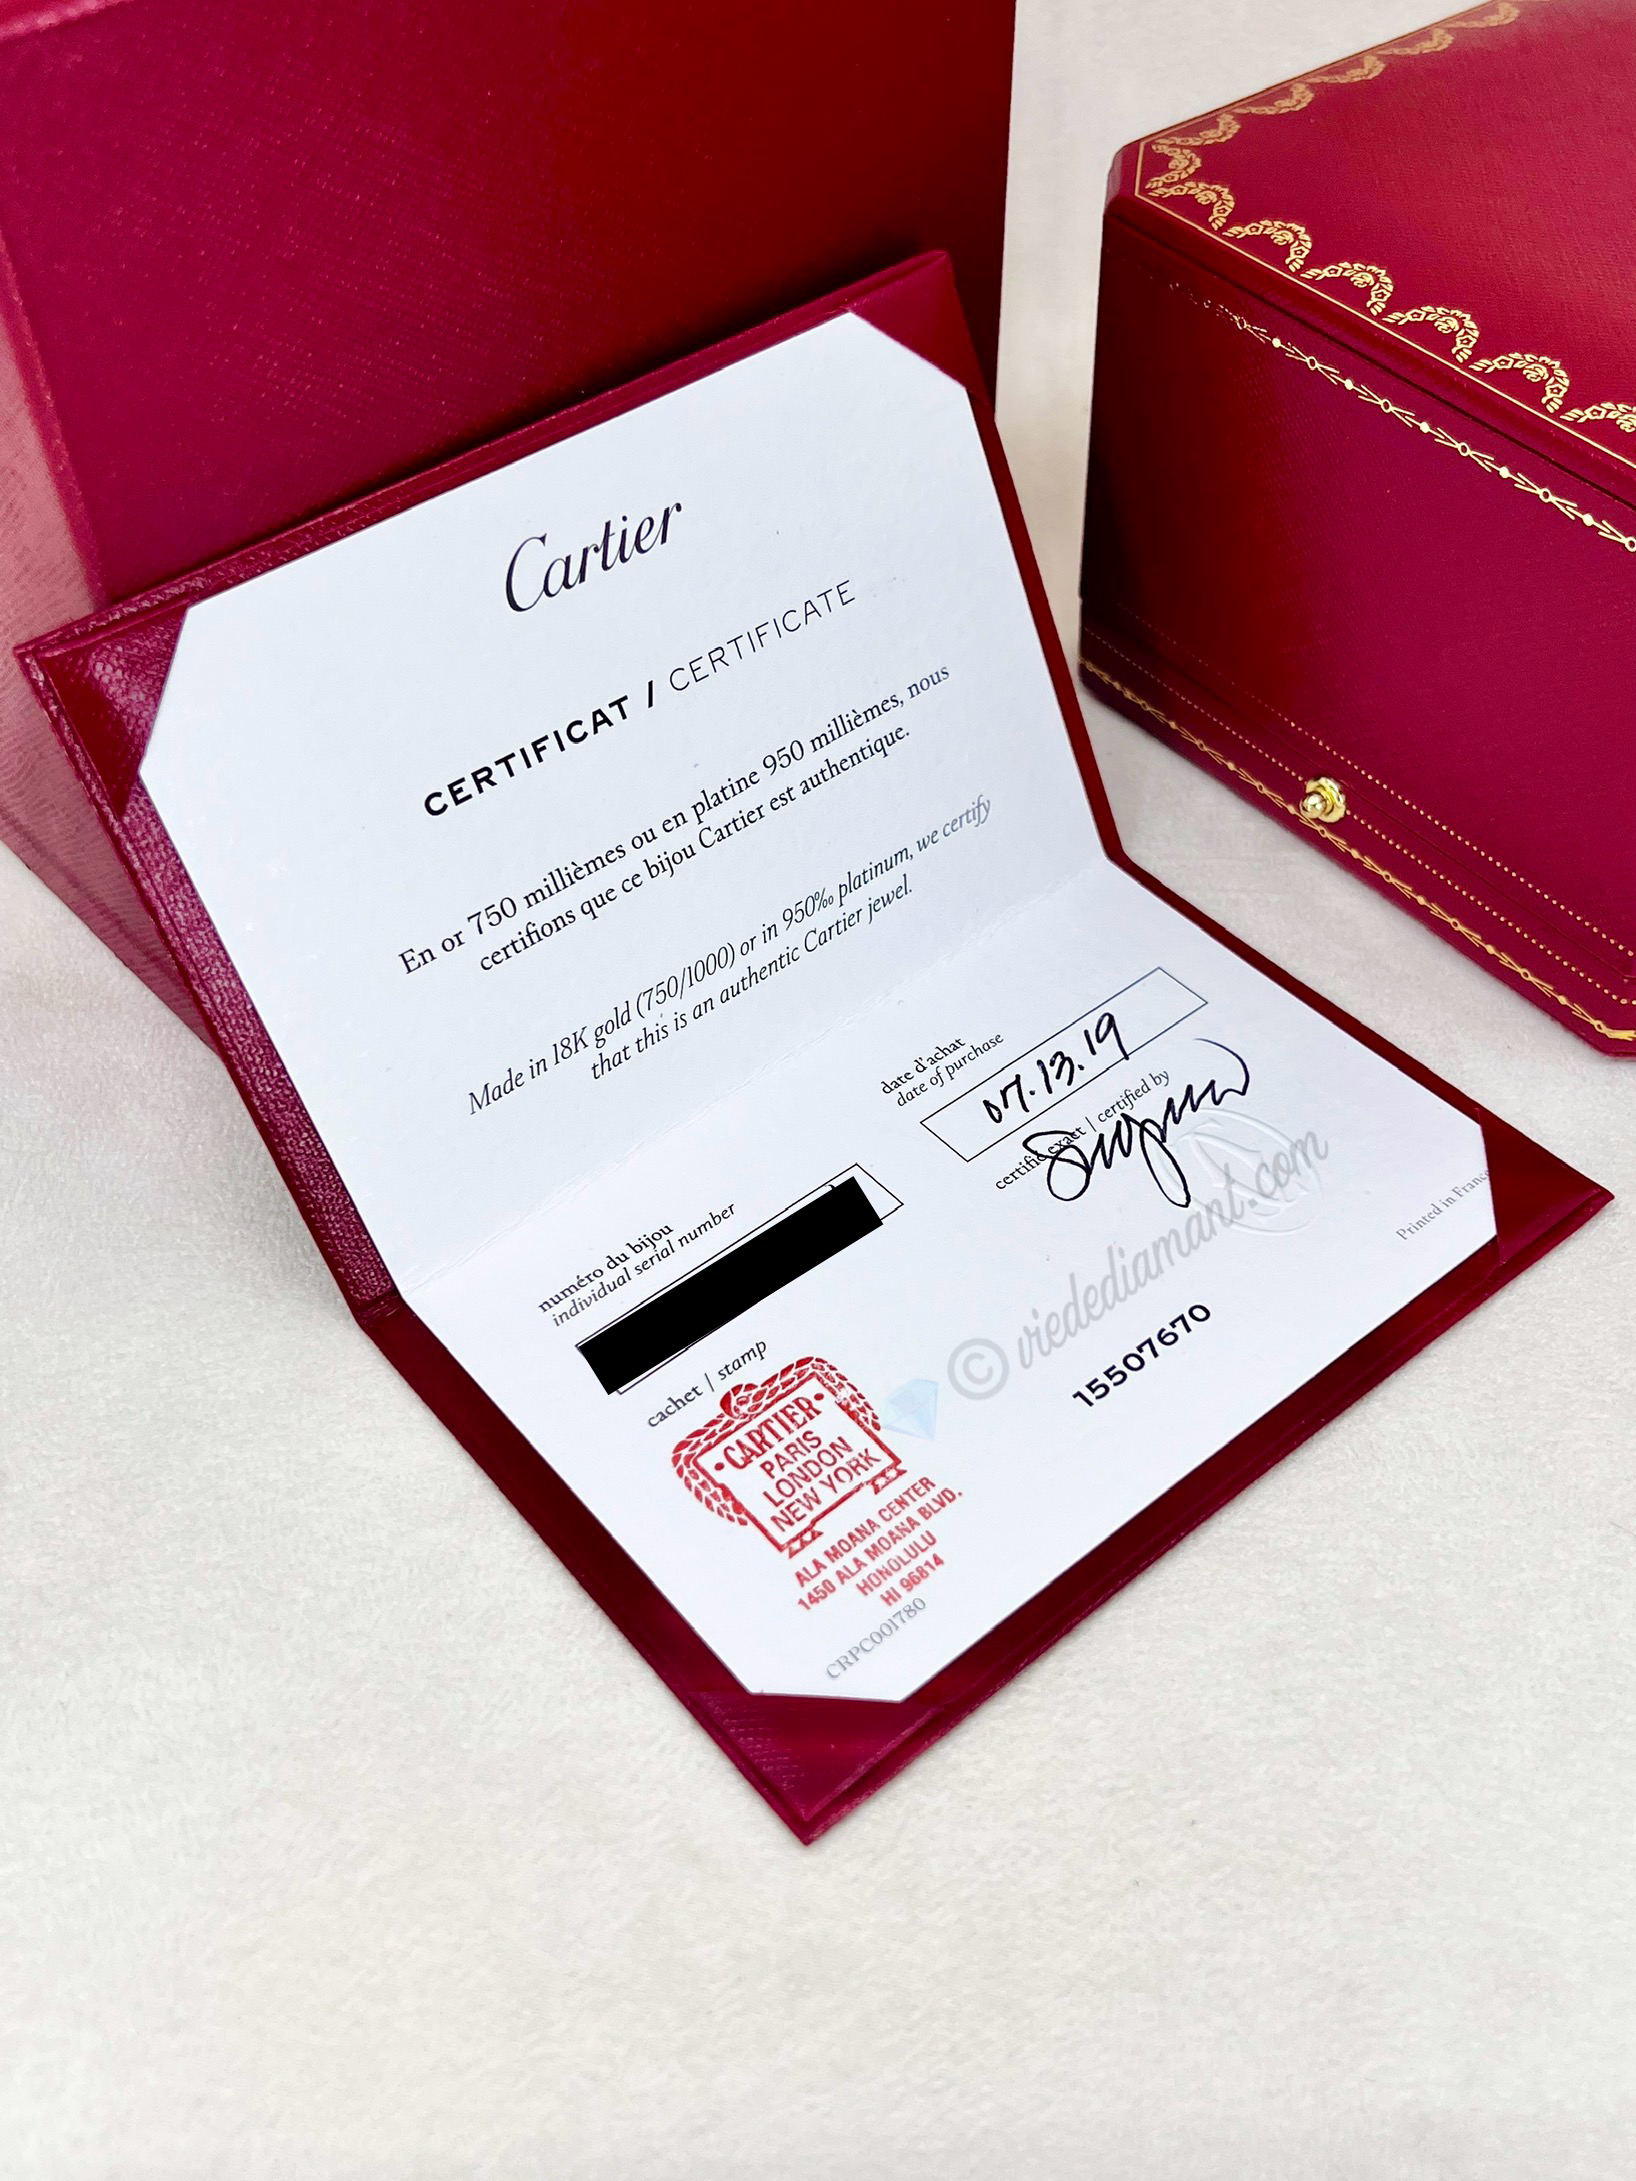 Cartier
CERTIFICAT / CERTIFICATE
En or 750 millièmes ou en platine 950 millièmes, nous
certifions que ce bijou Cartier est authentique.
Made in 18K gold (750/1000) or in 950‰ platinum, we certify
that this is an authentic Cartier jewel.
date d'achat
date of purchase
07.13.19
certifié exact | certified by
numéro du bijou
individual serial number
cachet / stamp
CARTIER
PARIS
LONDON
NEW YORK
ALA MOANA CENTER
1450 ALA MOANA BLVD.
HONOLULU
HI 96814
CRPC001780
© viedediamant.com
15507670
Printed in France